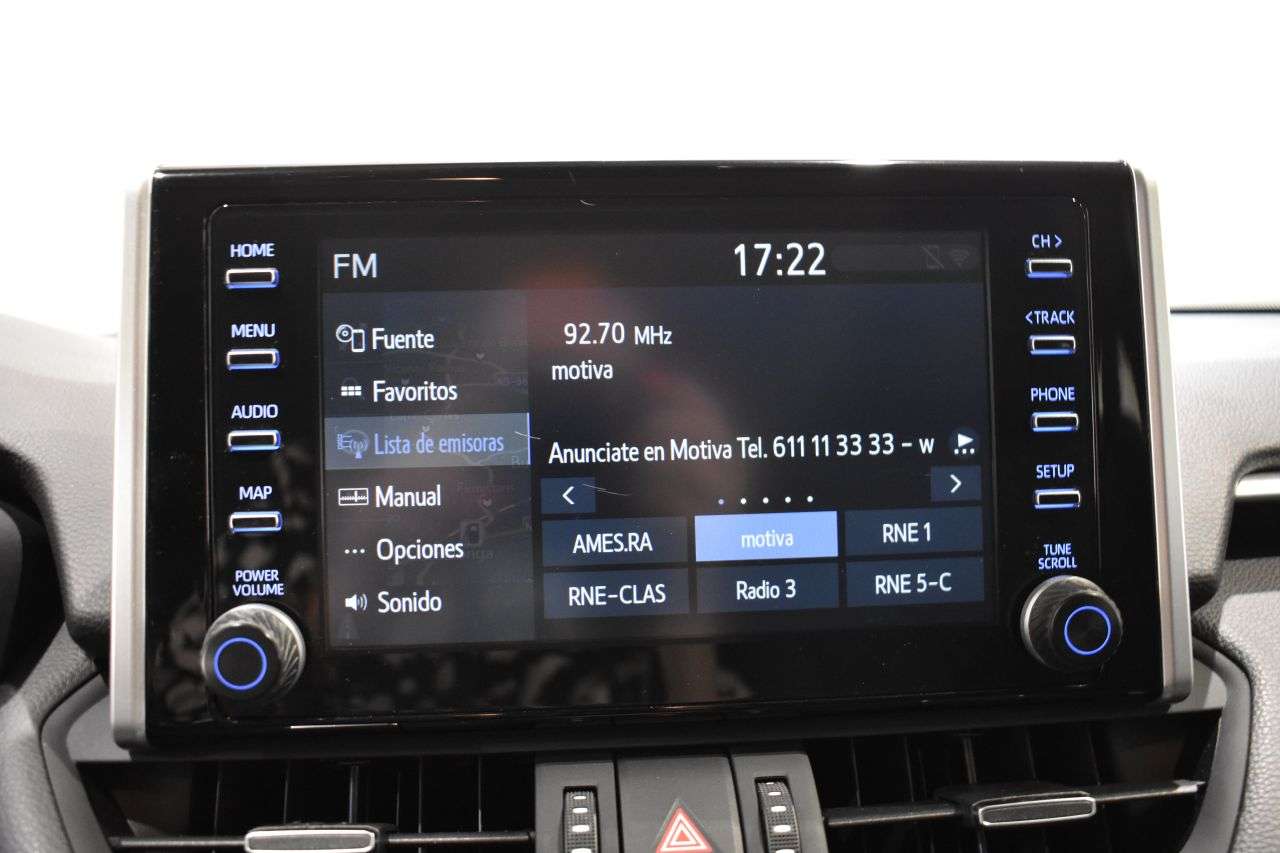 HOME
MENU
AUDIO
MAP
POWER
VOLUME
FM
17:22
Fuente
Favoritos
Lista de emisoras
Manual
Opciones
Sonido
92.70 MHz
motiva
Anunciate en Motiva Tel. 611 11 33 33 - w
< >
AMES.RA motiva RNE 1
RNE-CLAS Radio 3 RNE 5-C
CH >
< TRACK
PHONE
SETUP
TUNE
SCROLL